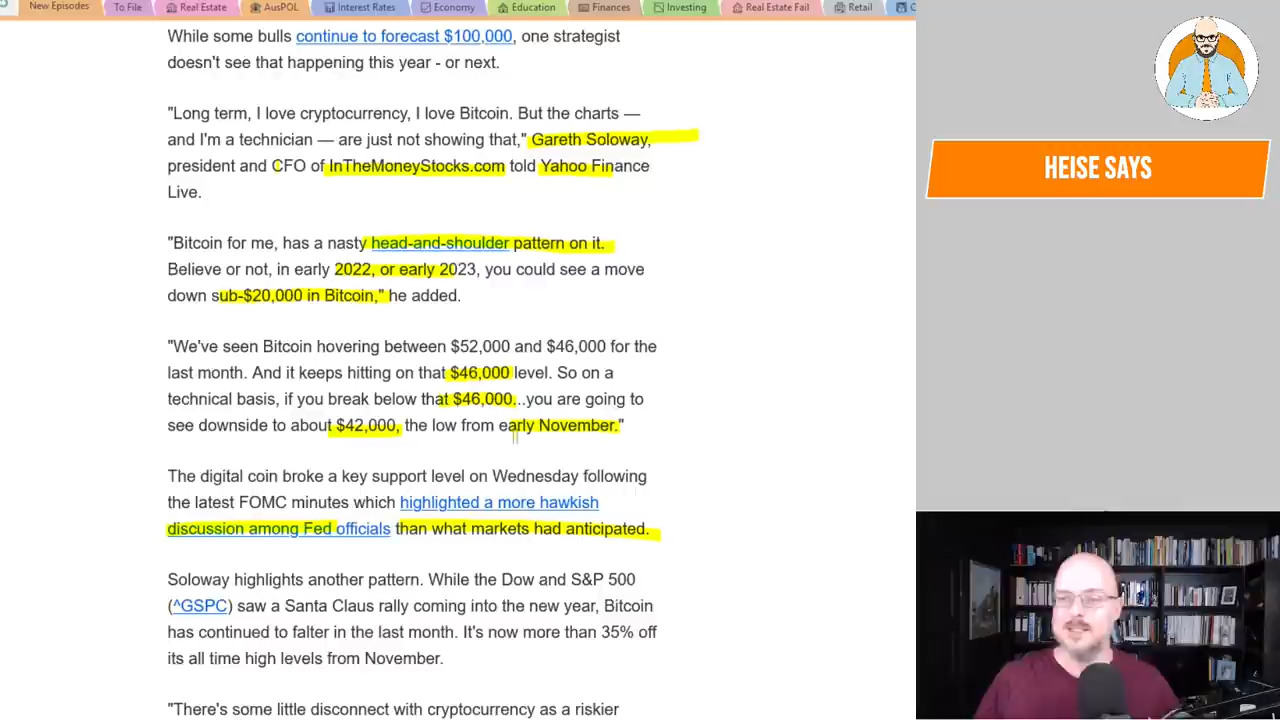 New Episodes To File Real Estate AusPOL Interest Rates Economy Education Finances Investing Real Estate Fail Retail
While some bulls continue to forecast $100,000, one strategist
doesn't see that happening this year - or next.
"Long term, I love cryptocurrency, I love Bitcoin. But the charts —
and I'm a technician — are just not showing that," Gareth Soloway,
president and CFO of InTheMoneyStocks.com told Yahoo Finance
Live.
"Bitcoin for me, has a nasty head-and-shoulder pattern on it.
Believe or not, in early 2022, or early 2023, you could see a move
down sub-$20,000 in Bitcoin," he added.
"We've seen Bitcoin hovering between $52,000 and $46,000 for the
last month. And it keeps hitting on that $46,000 level. So on a
technical basis, if you break below that $46,000...you are going to
see downside to about $42,000, the low from early November."
The digital coin broke a key support level on Wednesday following
the latest FOMC minutes which highlighted a more hawkish
discussion among Fed officials than what markets had anticipated.
Soloway highlights another pattern. While the Dow and S&P 500
(^GSPC) saw a Santa Claus rally coming into the new year, Bitcoin
has continued to falter in the last month. It's now more than 35% off
its all time high levels from November.
"There's some little disconnect with cryptocurrency as a riskier
HEISE SAYS